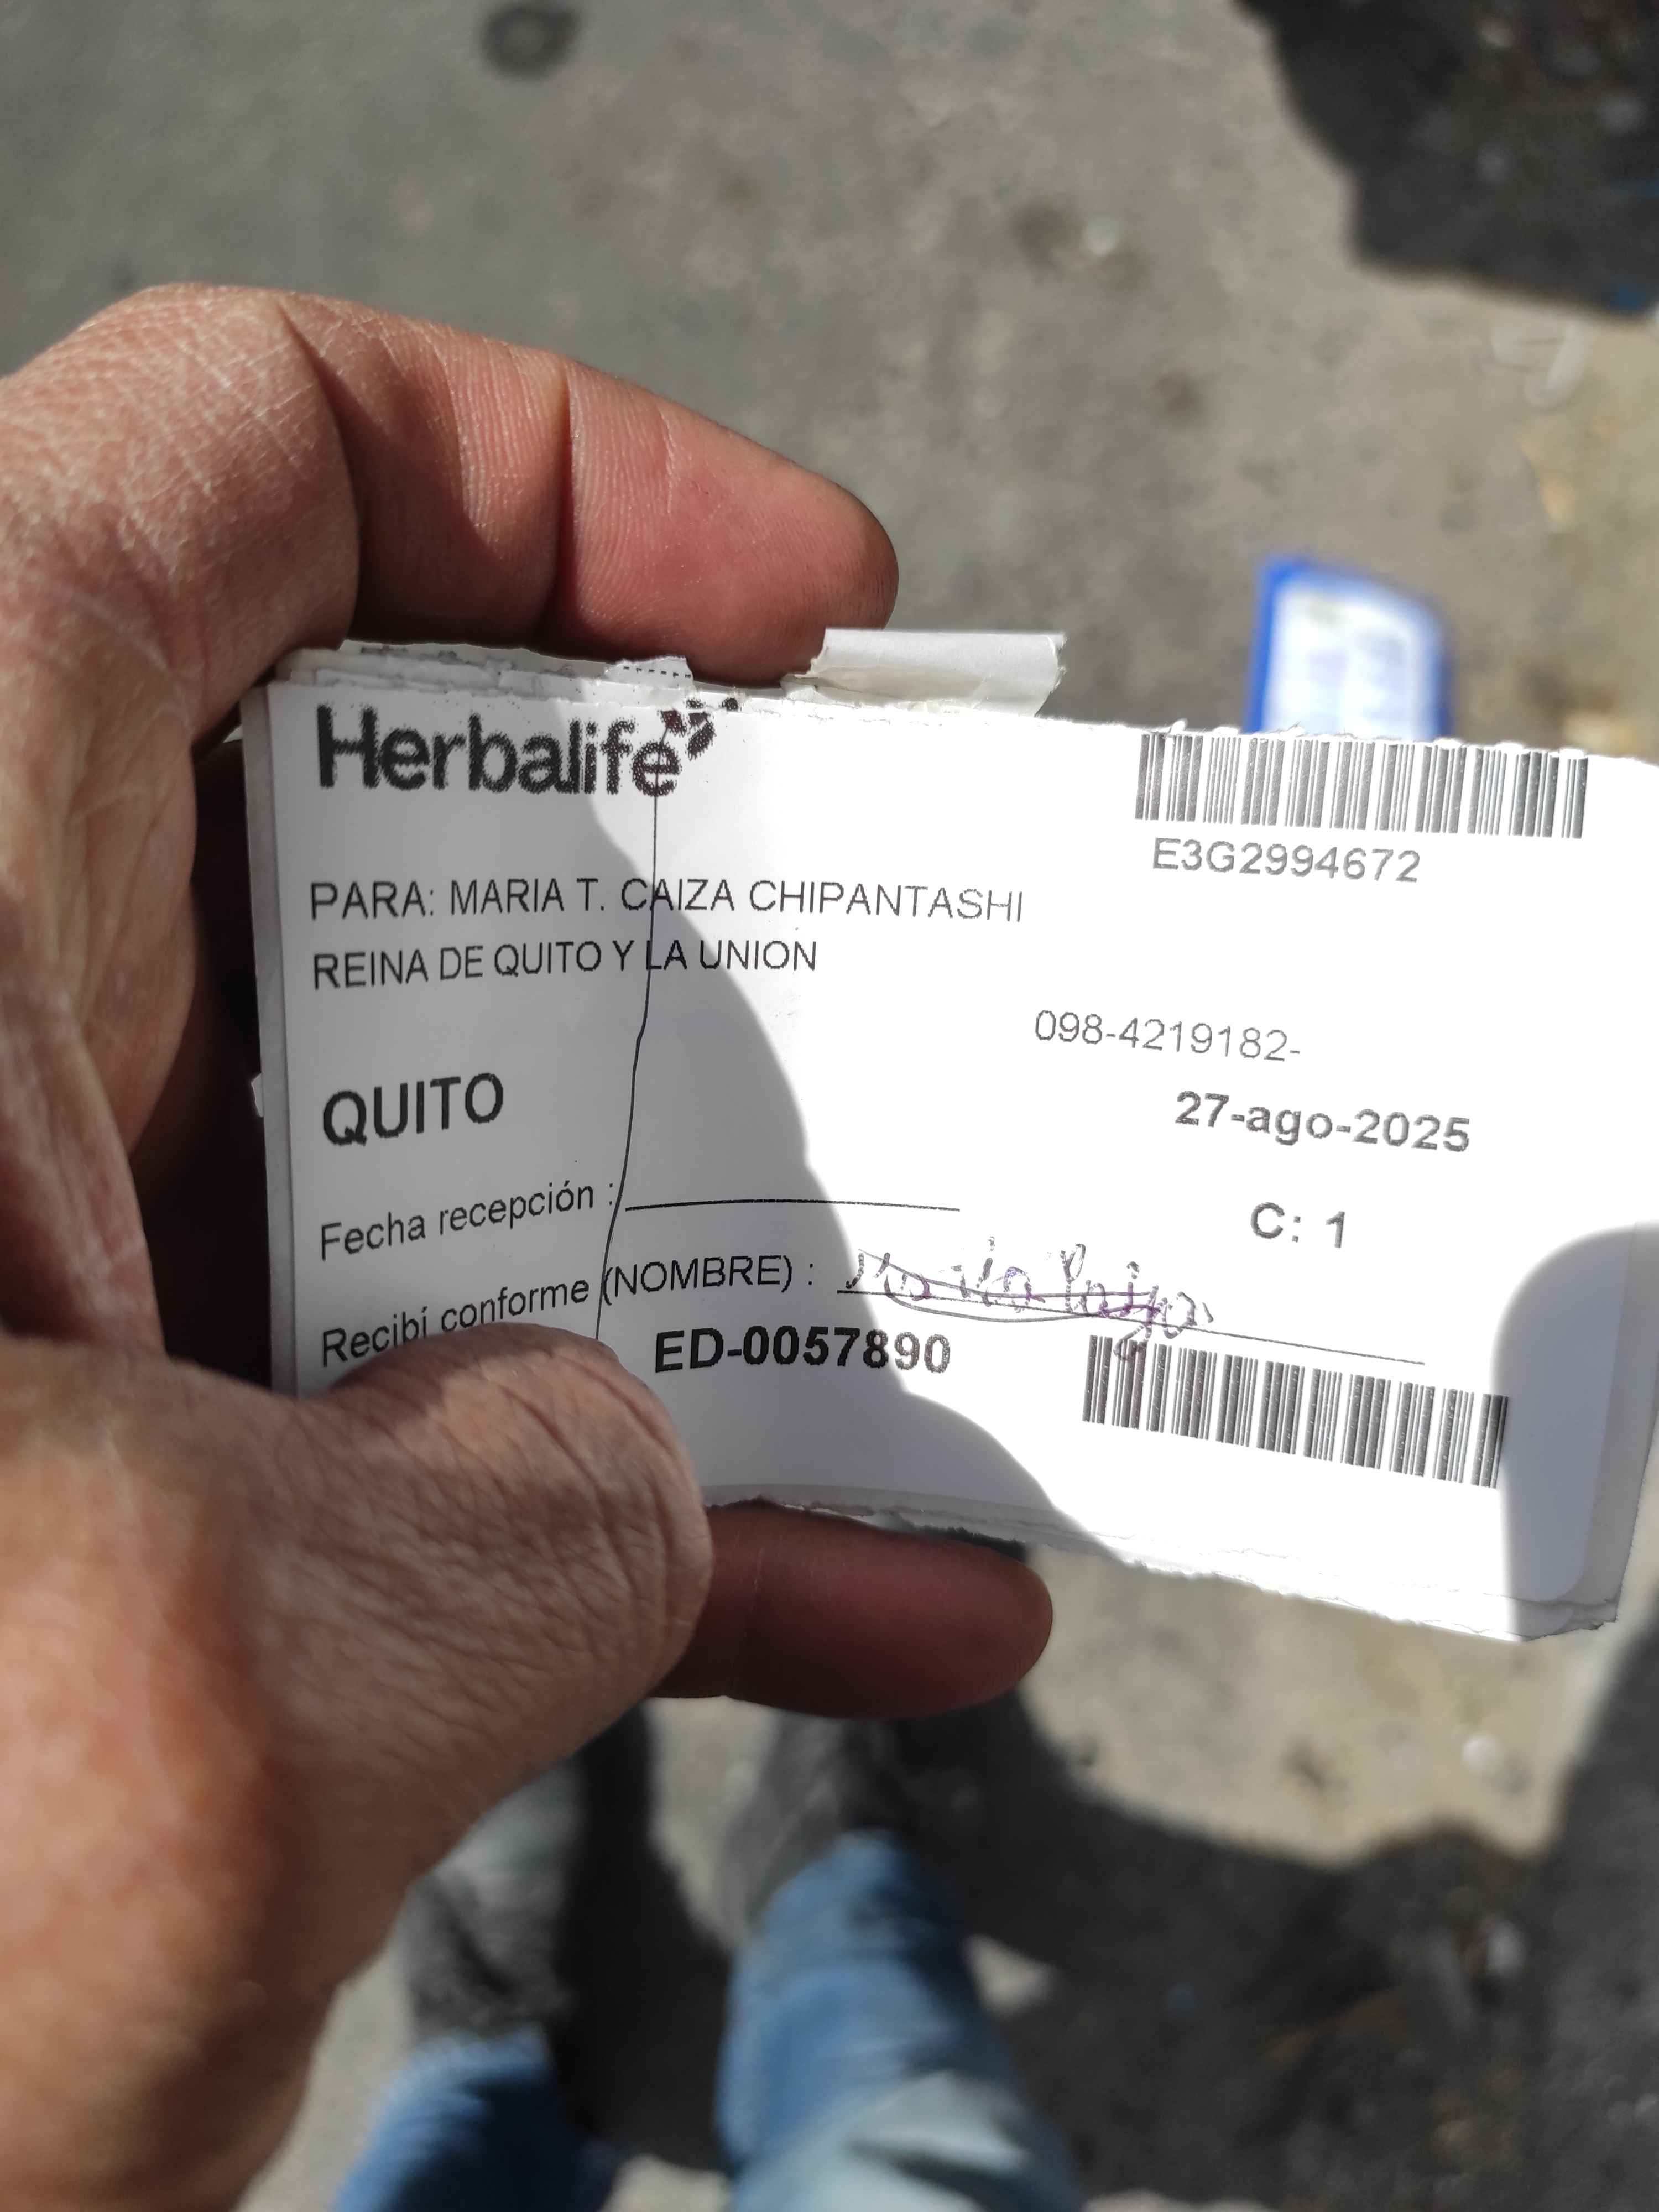 Herbalife
E3G2994672
PARA: MARIA T. CAIZA CHIPANTASHI
REINA DE QUITO Y LA UNION
098-4219182-
QUITO
27-ago-2025
Fecha recepción :
C: 1
Recibí conforme (NOMBRE) :
ED-0057890